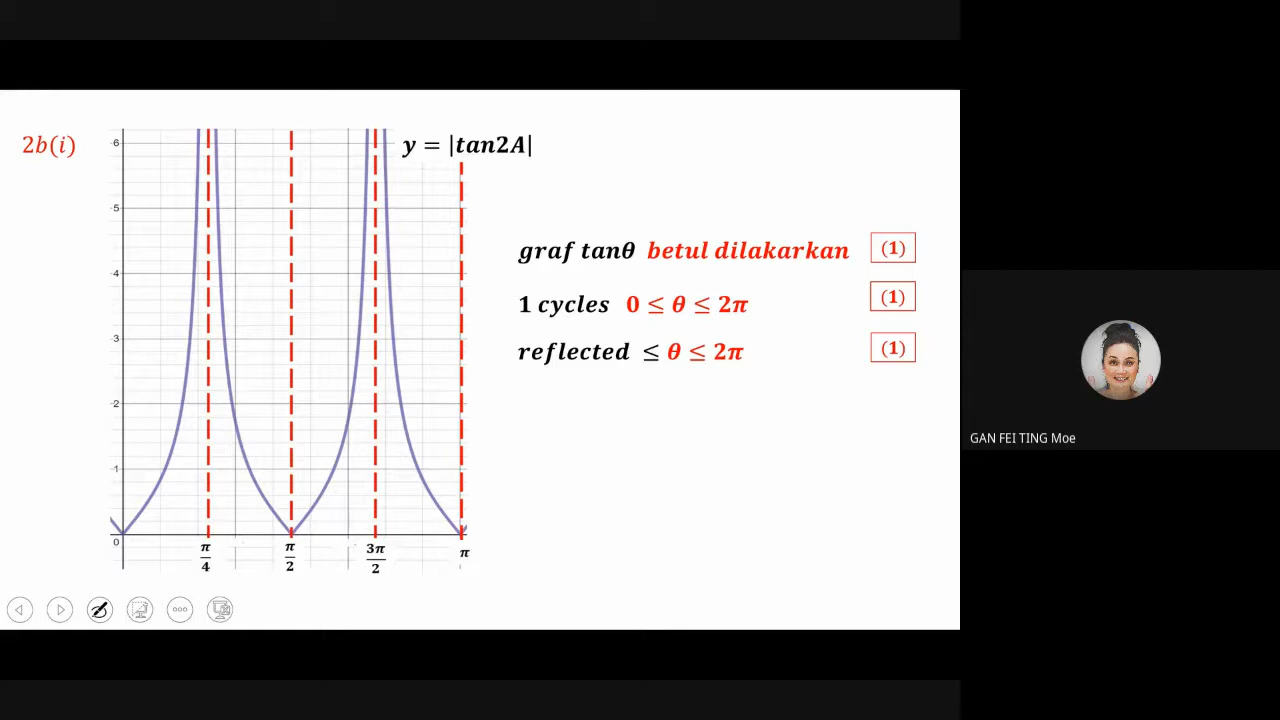 2b(i)
y = |tan2A|
6
5
4
3
2
1
0
π/4
π/2
3π/2
π
graf tanθ betul dilakarkan (1)
1 cycles 0 ≤ θ ≤ 2π (1)
reflected ≤ θ ≤ 2π (1)
GAN FEI TING Moe